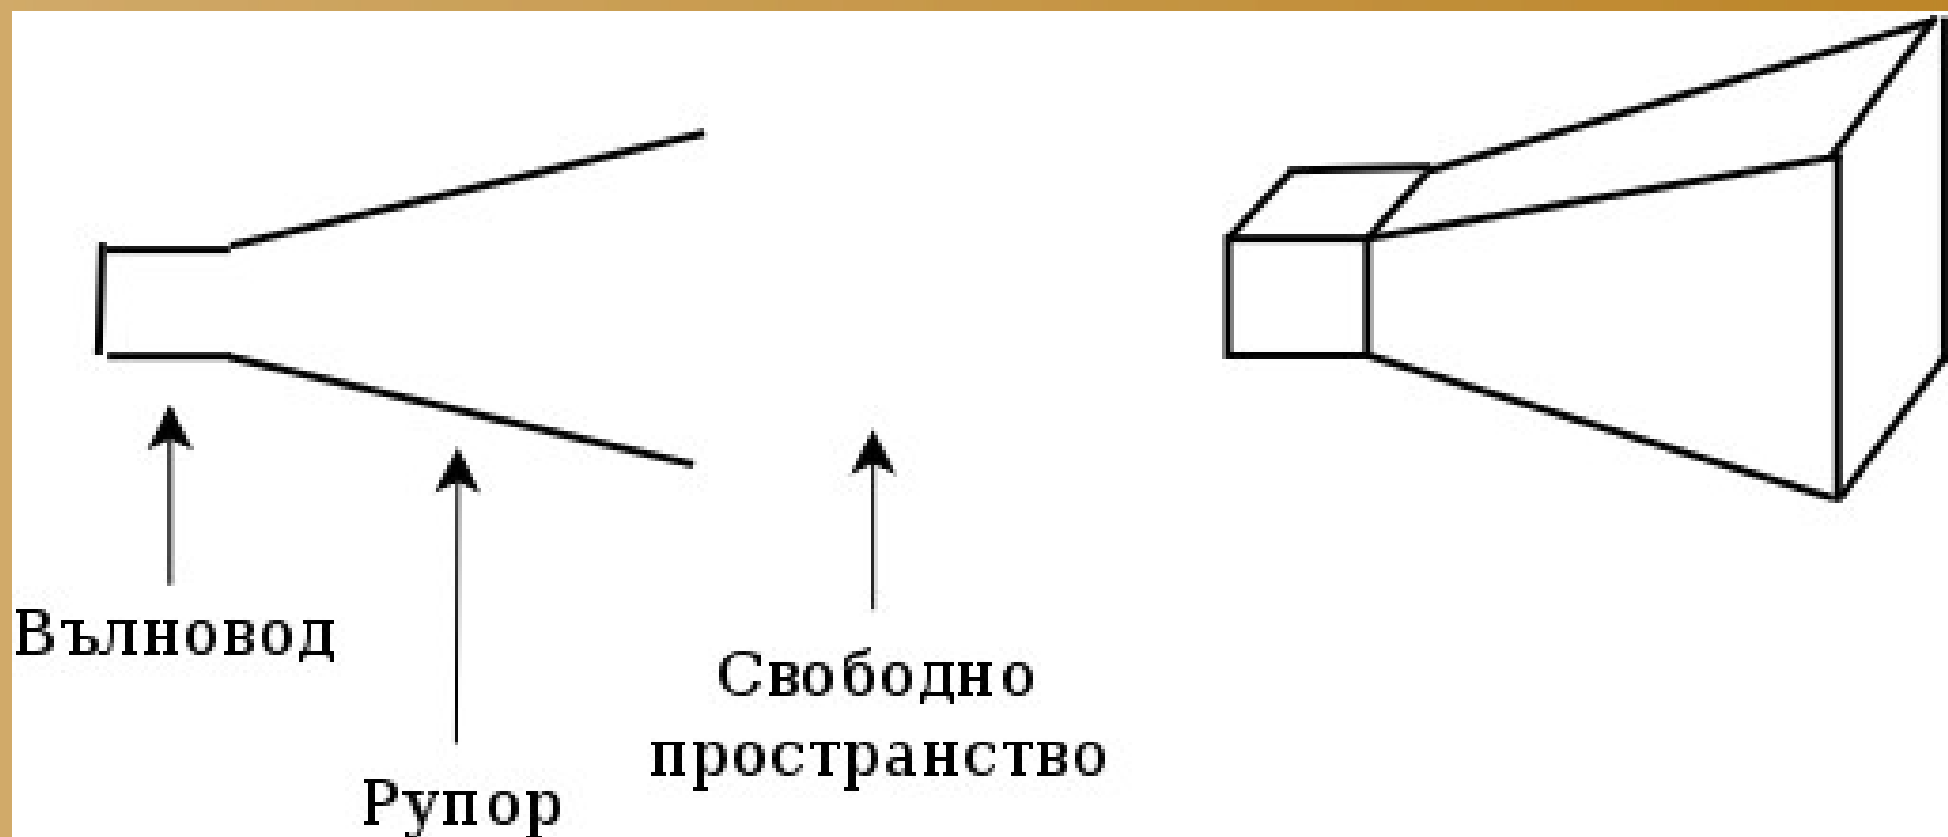 Вълновод
Рупор
Свободно
пространство